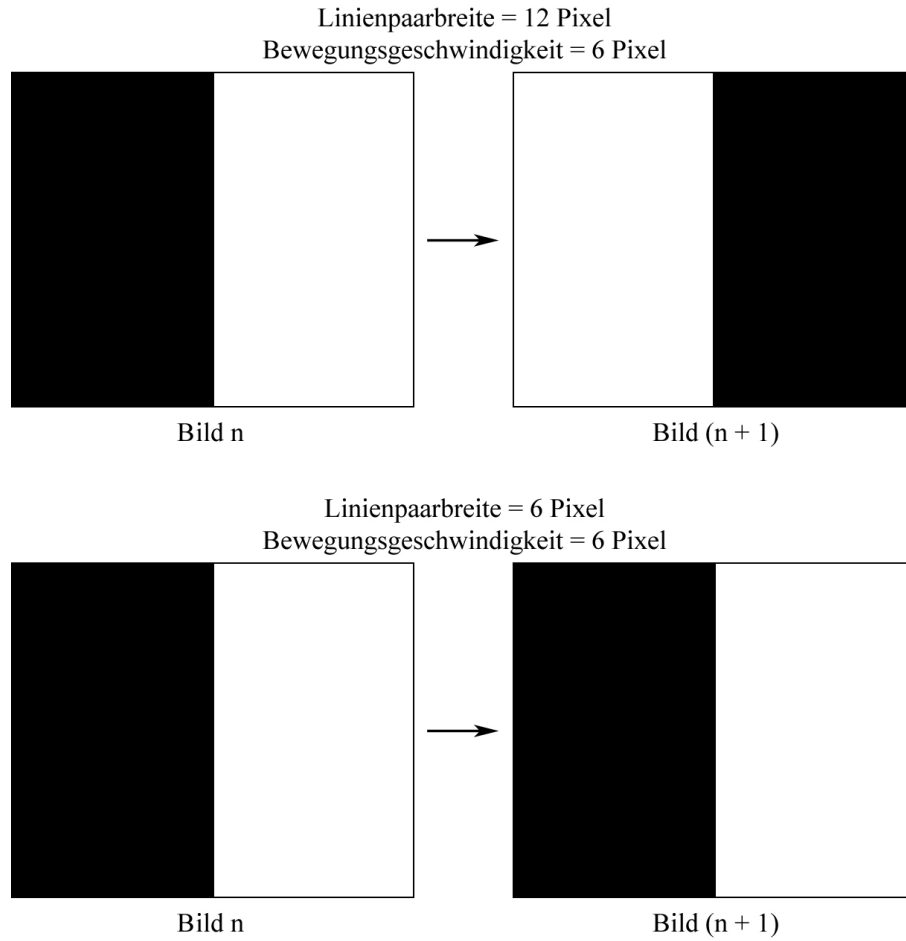 Linienpaarbreite = 12 Pixel
Bewegungsgeschwindigkeit = 6 Pixel
Bild n
Bild (n + 1)
Linienpaarbreite = 6 Pixel
Bewegungsgeschwindigkeit = 6 Pixel
Bild n
Bild (n + 1)